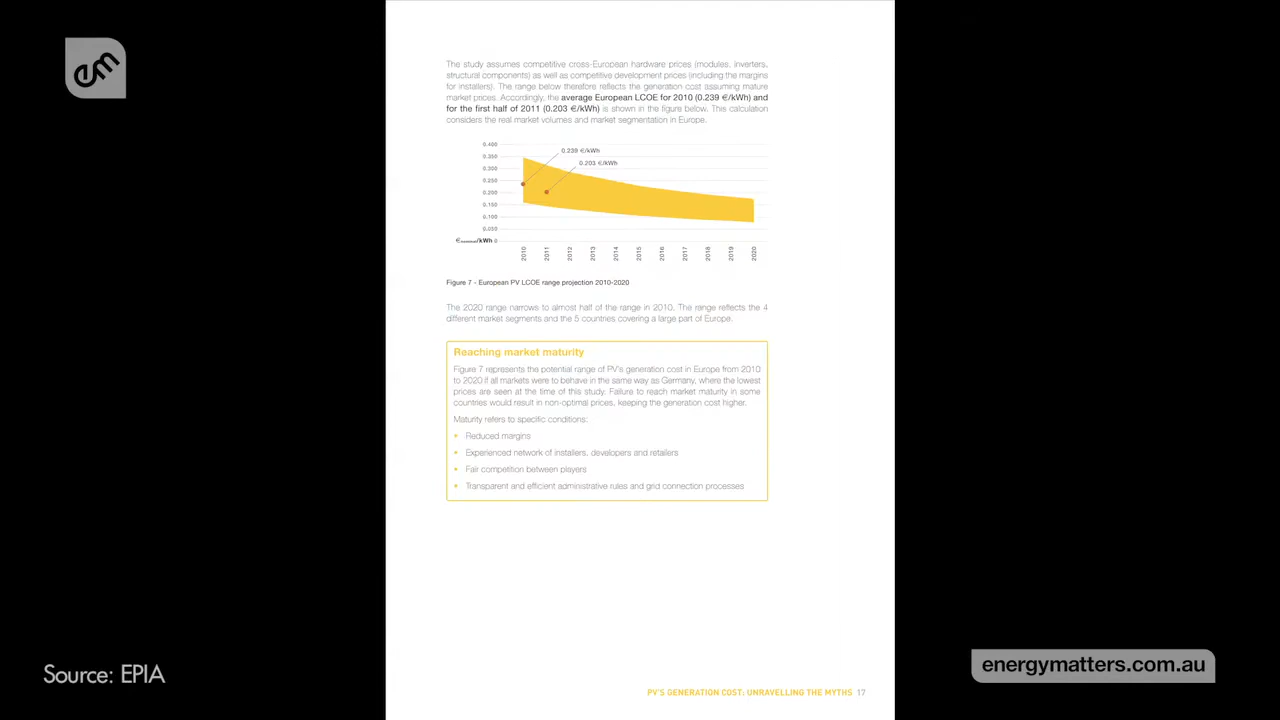 em
The study assumes competitive cross-European hardware prices (modules, inverters,
structural components) as well as competitive development prices (including the margins
for installers). The range below therefore reflects the generation cost assuming mature
market prices. Accordingly, the average European LCOE for 2010 (0.239 €/kWh) and
for the first half of 2011 (0.203 €/kWh) is shown in the figure below. This calculation
considers the real market volumes and market segmentation in Europe.
0.400
0.350
0.300
0.250
0.200
0.150
0.100
0.050
0.239 €/kWh
0.203 €/kWh
€nominal/kWh 0
2010 2011 2012 2013 2014 2015 2016 2017 2018 2019 2020
Figure 7 - European PV LCOE range projection 2010-2020
The 2020 range narrows to almost half of the range in 2010. The range reflects the 4
different market segments and the 5 countries covering a large part of Europe.
Reaching market maturity
Figure 7 represents the potential range of PV's generation cost in Europe from 2010
to 2020 if all markets were to behave in the same way as Germany, where the lowest
prices are seen at the time of this study. Failure to reach market maturity in some
countries would result in non-optimal prices, keeping the generation cost higher.
Maturity refers to specific conditions:
• Reduced margins
• Experienced network of installers, developers and retailers
• Fair competition between players
• Transparent and efficient administrative rules and grid connection processes
Source: EPIA
energymatters.com.au
PV'S GENERATION COST: UNRAVELLING THE MYTHS 17